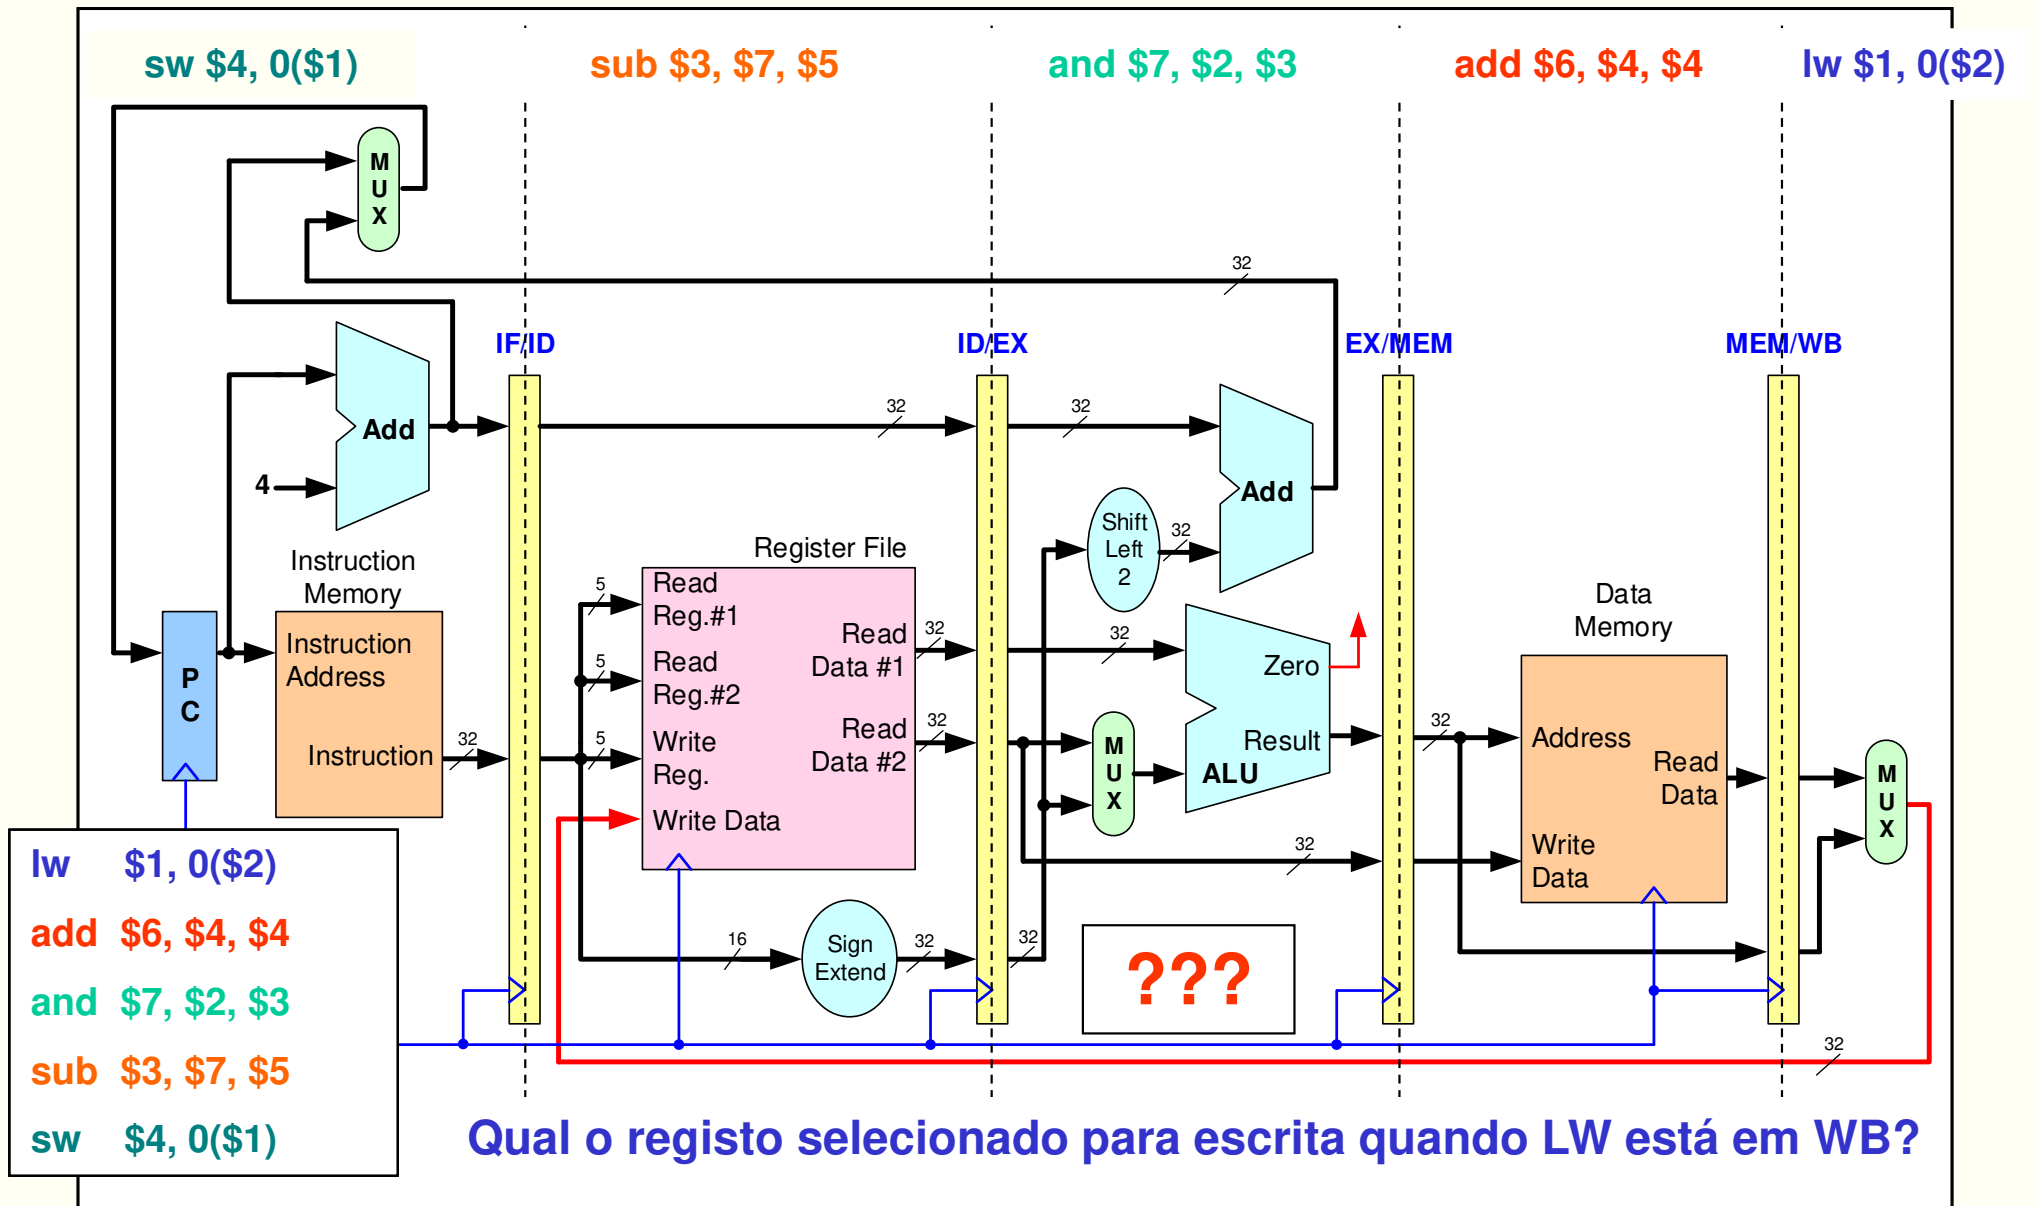 sw $4, 0($1)
sub $3, $7, $5
and $7, $2, $3
add $6, $4, $4
lw $1, 0($2)
M
U
X
32
IF/ID
ID/EX
EX/MEM
MEM/WB
Add
4
32
32
Add
Shift
Left
2
32
Instruction
Memory
Register File
Data
Memory
P
C
Instruction
Address
Instruction
32
5
Read
Reg.#1
5
Read
Reg.#2
5
Write
Reg.
Write Data
Read
Data #1
32
Read
Data #2
32
32
M
U
X
Zero
Result
ALU
32
32
Address
Read
Data
Write
Data
M
U
X
16
Sign
Extend
32
32
???
32
lw $1, 0($2)
add $6, $4, $4
and $7, $2, $3
sub $3, $7, $5
sw $4, 0($1)
Qual o registo selecionado para escrita quando LW está em WB?